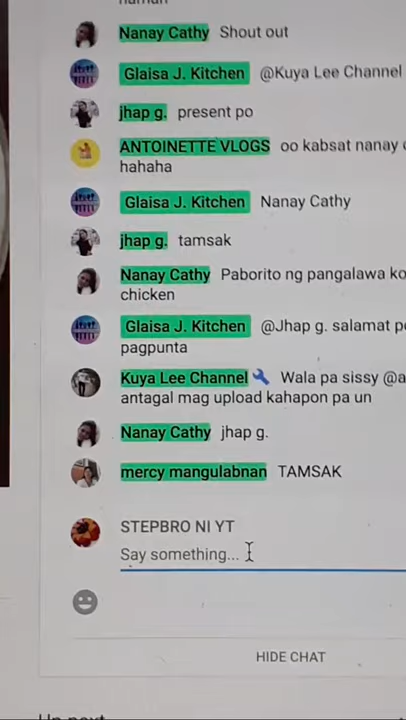 Nanay Cathy Shout out
Glaisa J. Kitchen @Kuya Lee Channel
jhap g. present po
ANTOINETTE VLOGS oo kabsat nanay
hahaha
Glaisa J. Kitchen Nanay Cathy
jhap g. tamsak
Nanay Cathy Paborito ng pangalawa ko
chicken
Glaisa J. Kitchen @Jhap g. salamat
pagpunta
Kuya Lee Channel Wala pa sissy
antagal mag upload kahapon pa un
Nanay Cathy jhap g.
mercy mangulabnan TAMSAK
STEPBRO NI YT
Say something...
HIDE CHAT